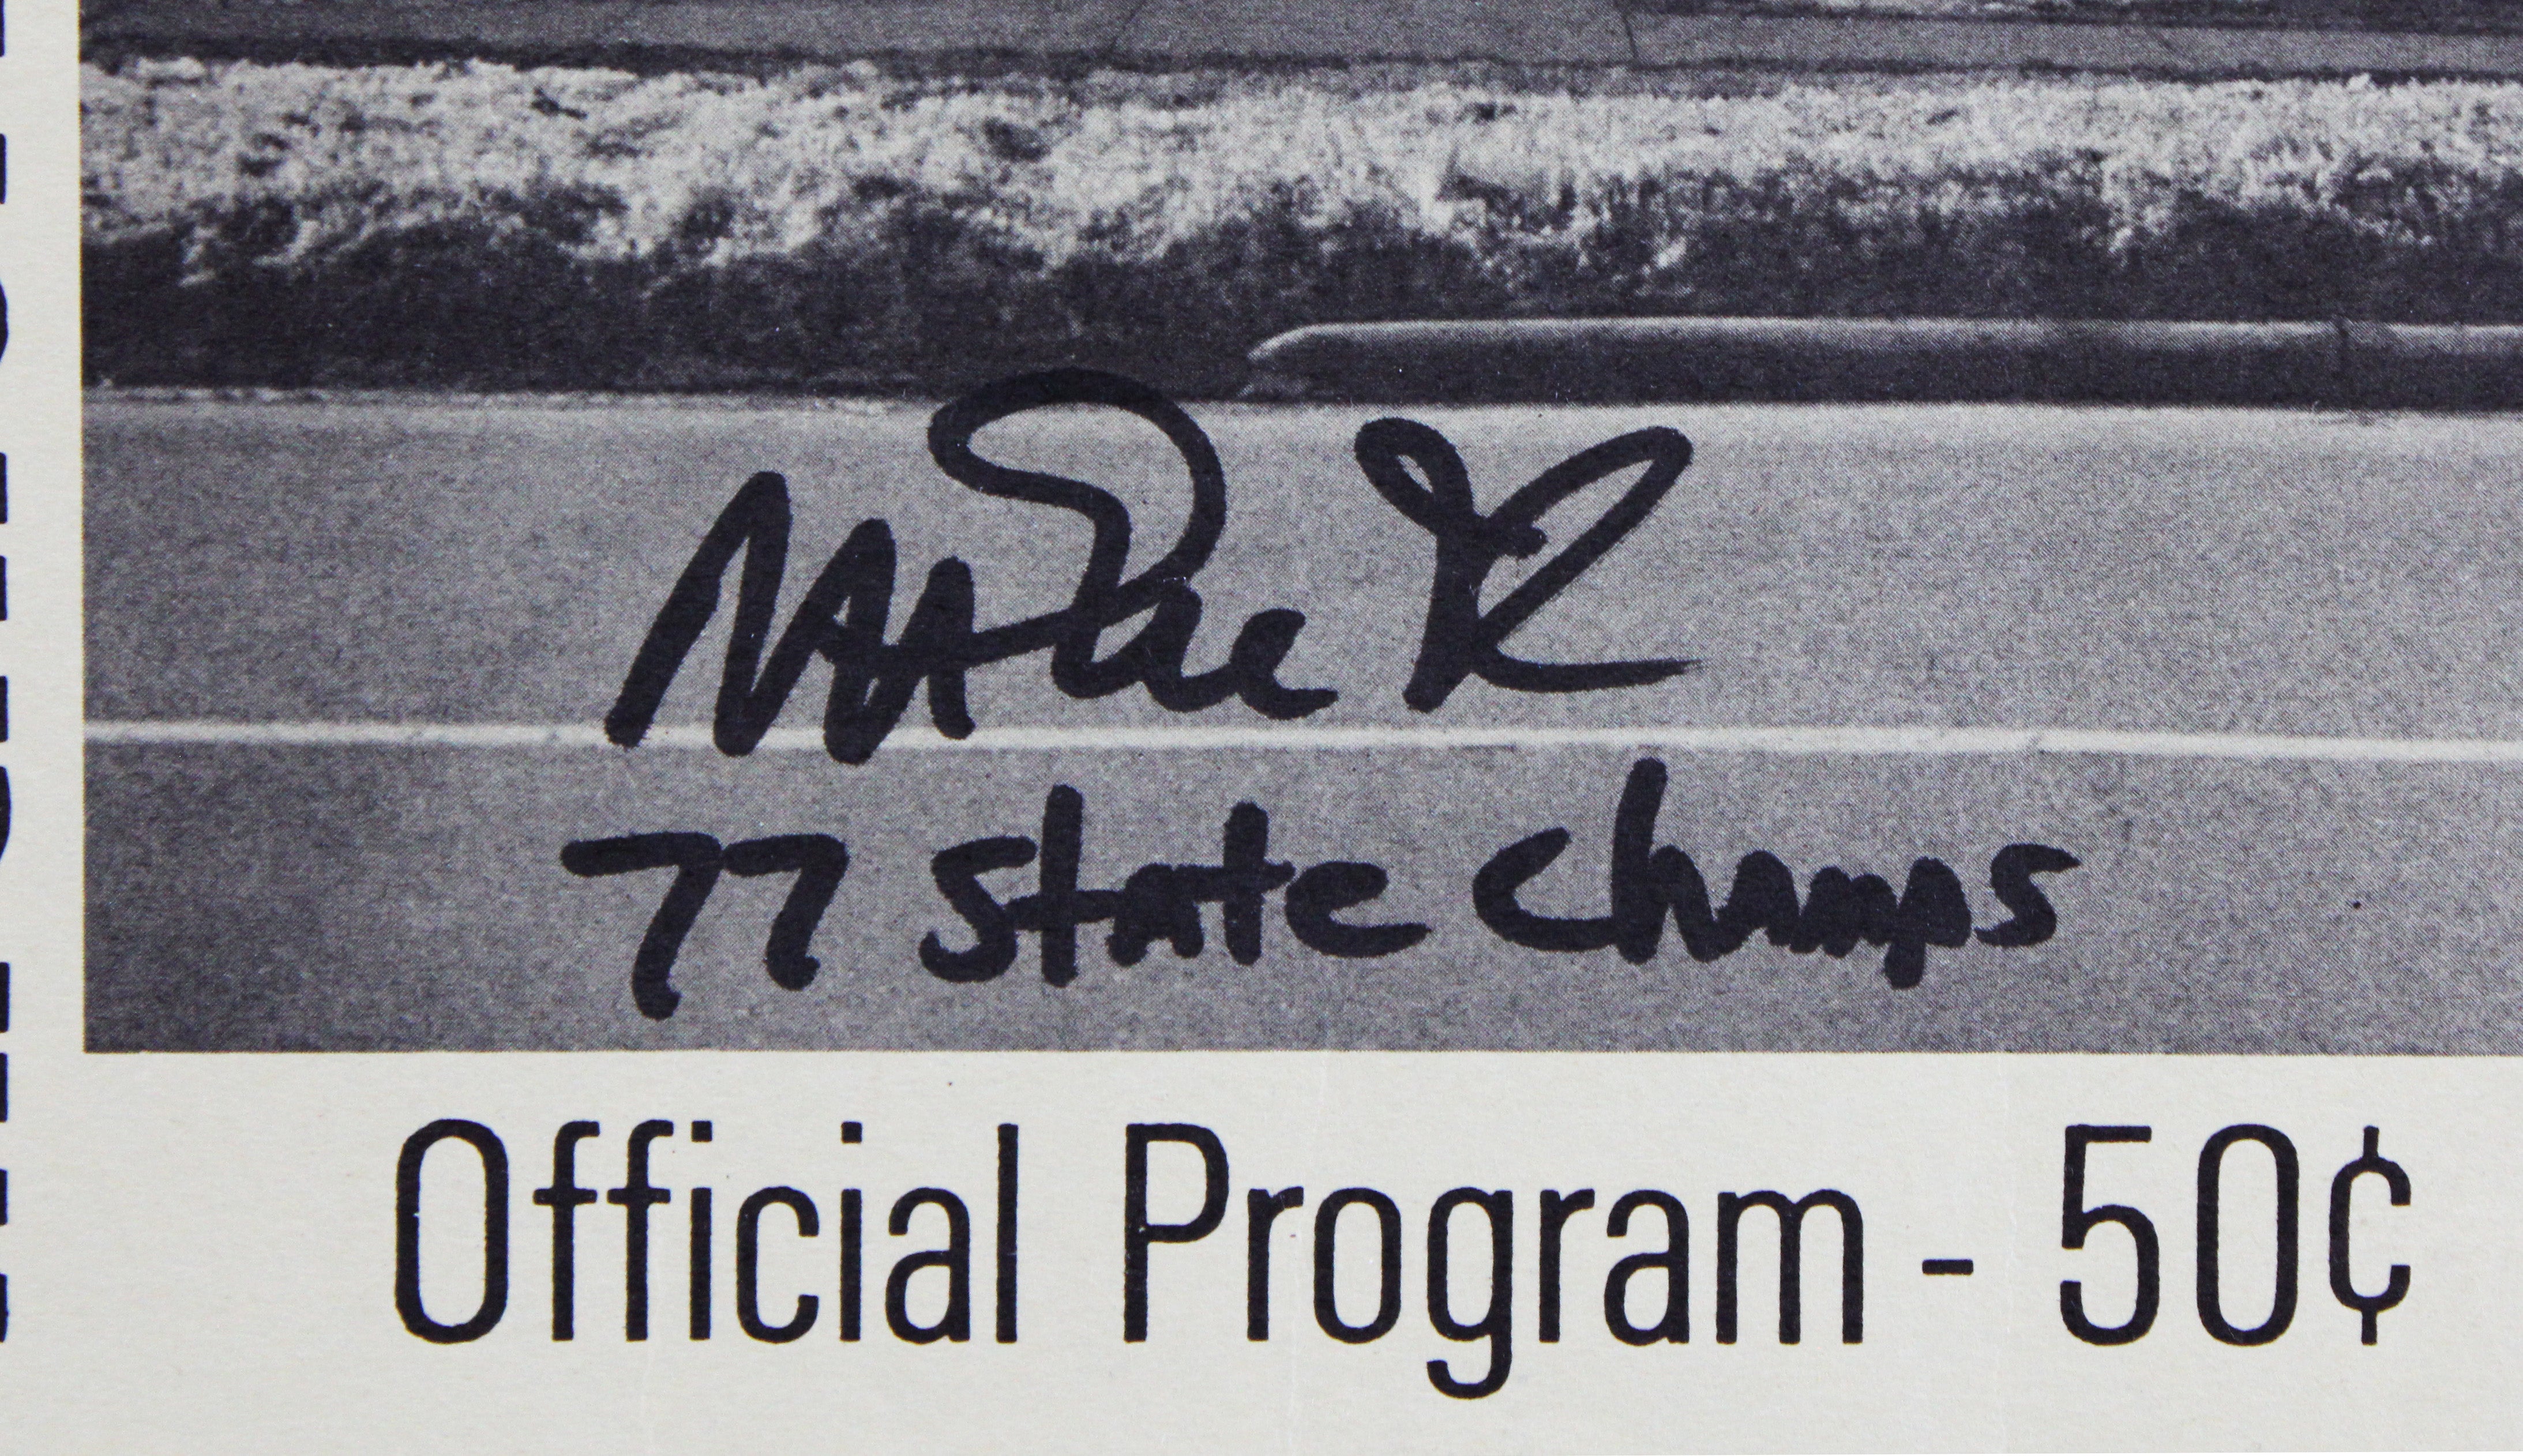 77 State Champs
Official Program - 50¢